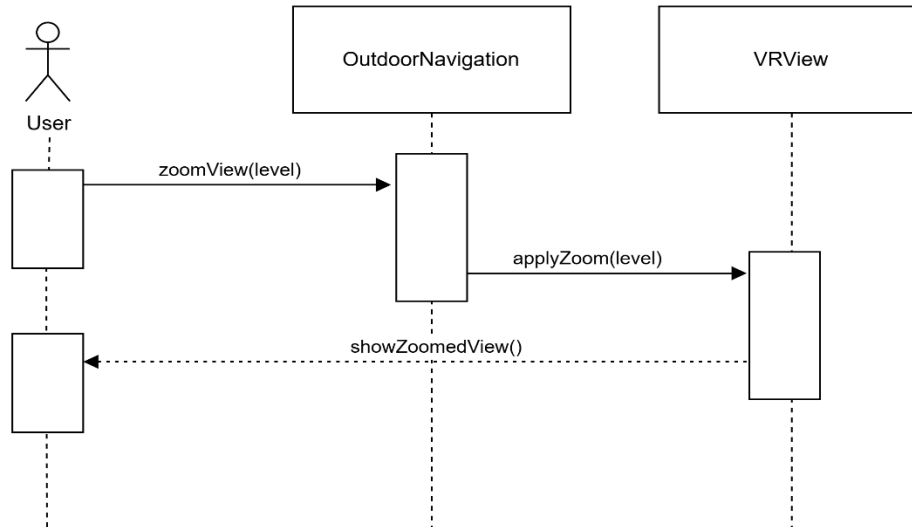 OutdoorNavigation
VRView
User
zoomView(level)
applyZoom(level)
showZoomedView()